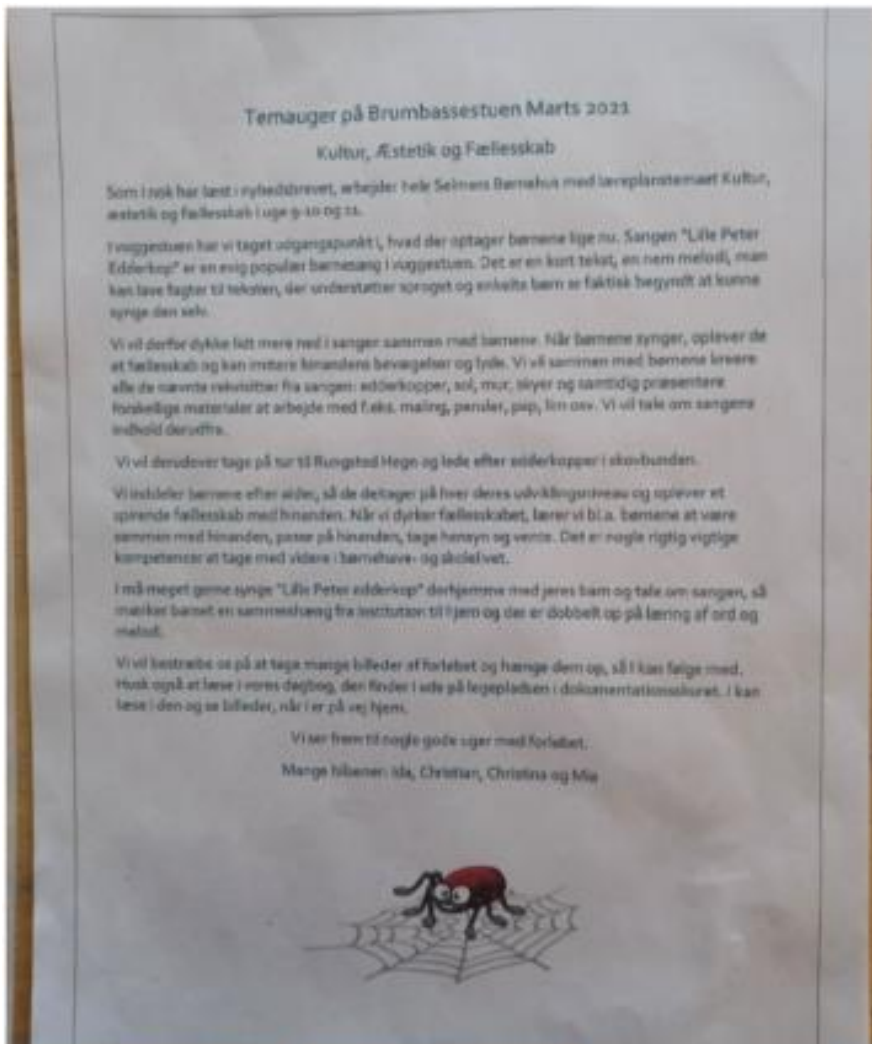 Temauger på Brumbassestuen Marts 2021
Kultur, Æstetik og Fællesskab
Som I nok har læst i nyhedsbrevet, arbejder hele Selmers Børnehus med læreplanstemaet Kultur,
æstetik og fællesskab i uge 9-10 og 11.
I vuggestuen har vi taget udgangspunkt i, hvad der optager børnene lige nu. Sangen "Lille Peter
Edderkop" er en evig populær børnesang i vuggestuen. Det er en kort tekst, en nem melodi, man
kan lave fagter til teksten, der understøtter sproget og enkelte børn er faktisk begyndt at kunne
synge den selv.
Vi vil derfor dykke lidt mere ned i sangen sammen med børnene. Når børnene synger, oplever de
et fællesskab og kan imitere hinandens bevægelser og lyde. Vi vil sammen med børnene kreere
alle de nævnte rekvisitter fra sangen: edderkopper, sol, mur, skyer og samtidig præsentere
forskellige materialer at arbejde med f.eks. maling, pensler, pap, lim osv. Vi vil tale om sangens
indhold derudfra.
Vi vil derudover tage på tur til Rungsted Hegn og lede efter edderkopper i skovbunden.
Vi inddeler børnene efter alder, så de deltager på hver deres udviklingsniveau og oplever et
spirende fællesskab med hinanden. Når vi dyrker fællesskabet, lærer vi bl.a. børnene at være
sammen med hinanden, passe på hinanden, tage hensyn og vente. Det er nogle rigtig vigtige
kompetencer at tage med videre i børnehave- og skolelivet.
I må meget gerne synge "Lille Peter edderkop" derhjemme med jeres barn og tale om sangen, så
mærker barnet en sammenhæng fra institution til hjem og der er dobbelt op på læring af ord og
melodi.
Vi vil bestræbe os på at tage mange billeder af forløbet og hænge dem op, så I kan følge med.
Husk også at læse i vores dagbog, den finder I ude på legepladsen i dokumentationsskuret. I kan
læse i den og se billeder, når I er på vej hjem.
Vi ser frem til nogle gode uger med forløbet.
Mange hilsener: Ida, Christian, Christina og Mia